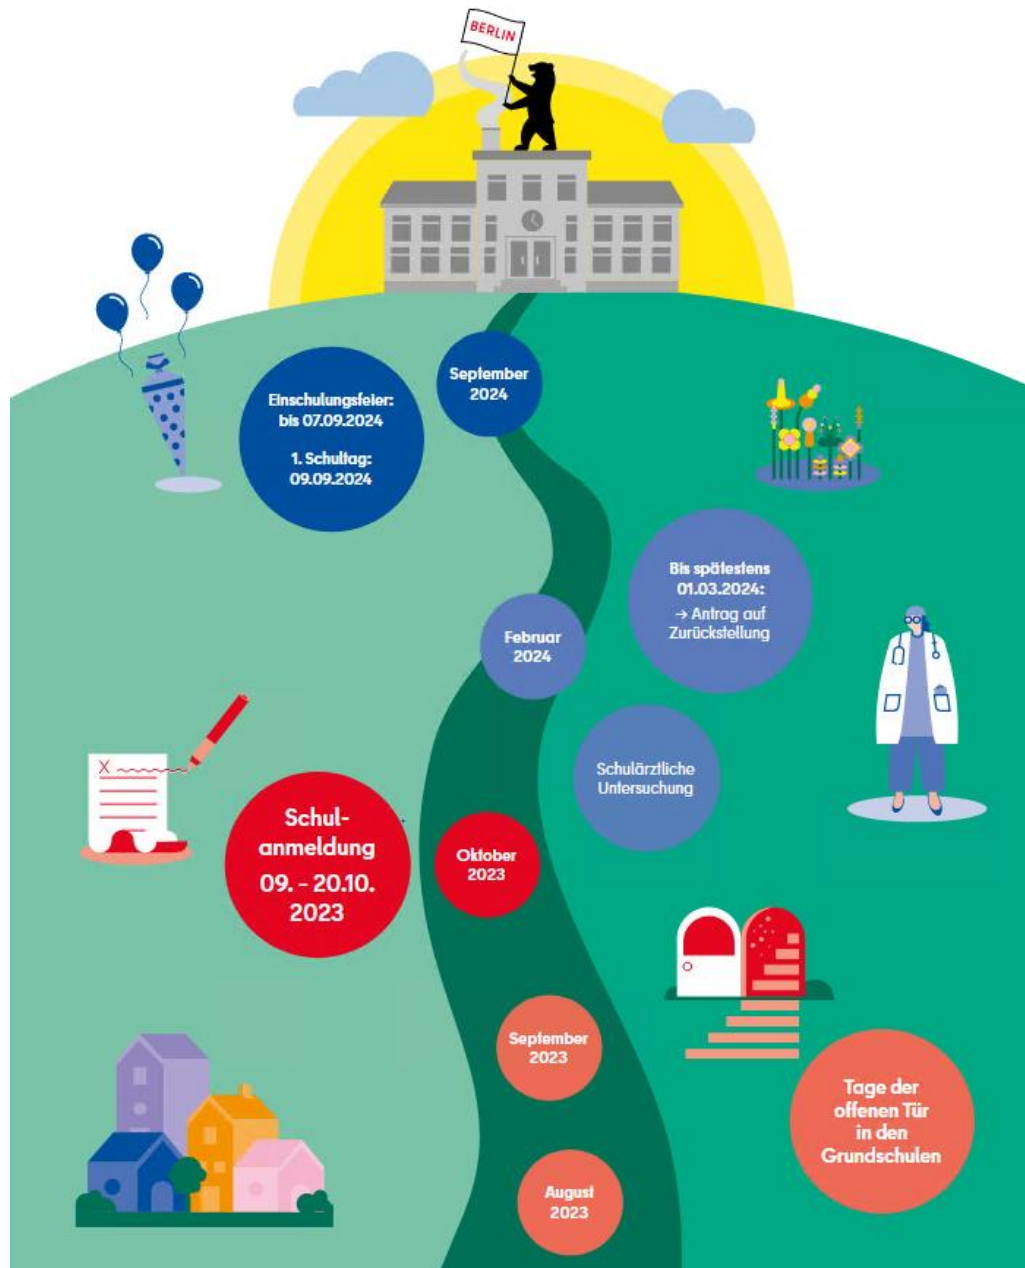 BERLIN
September
2024
Einschulungsfeier:
bis 07.09.2024
1. Schultag:
09.09.2024
Bis spätestens
01.03.2024:
→ Antrag auf
Zurückstellung
Februar
2024
Schulärztliche
Untersuchung
Schul-
anmeldung
09. – 20.10.
2023
Oktober
2023
September
2023
Tage der
offenen Tür
in den
Grundschulen
August
2023